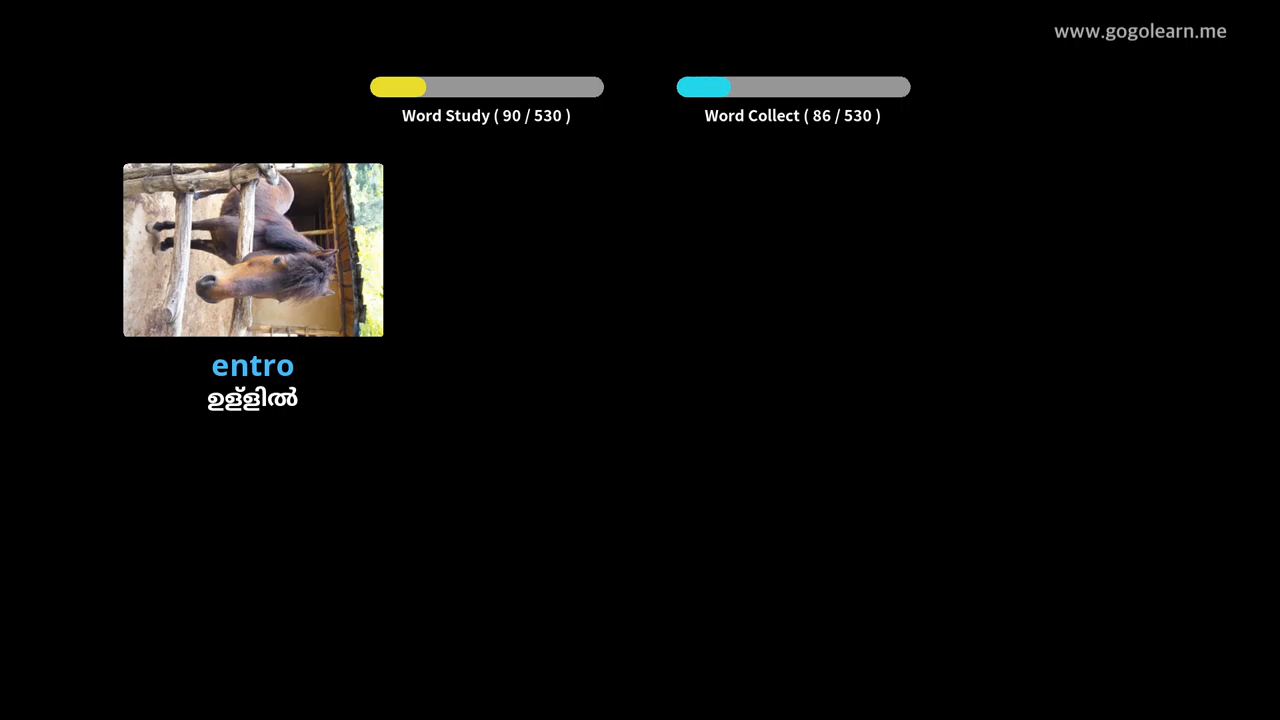 www.gogolearn.me
Word Study ( 90 / 530 )
Word Collect ( 86 / 530 )
entro
ഉള്ളിൽ